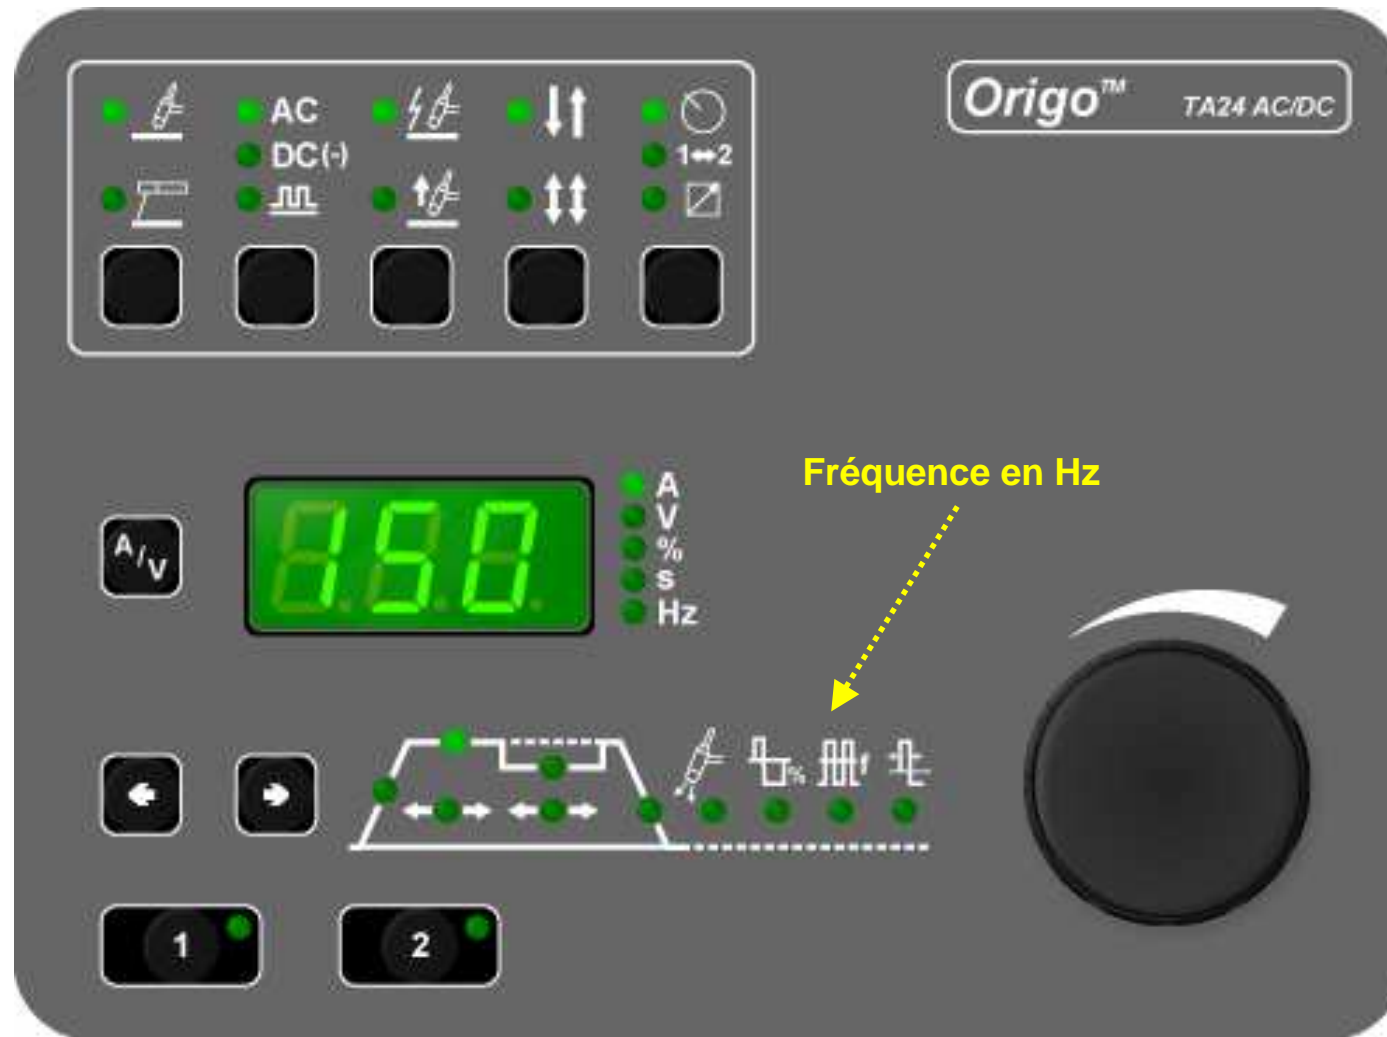 Origo™ TA24 AC/DC
AC
DC(-)
1⬌2
Fréquence en Hz
A/V
150
A
V
%
s
Hz
%
f
1
2